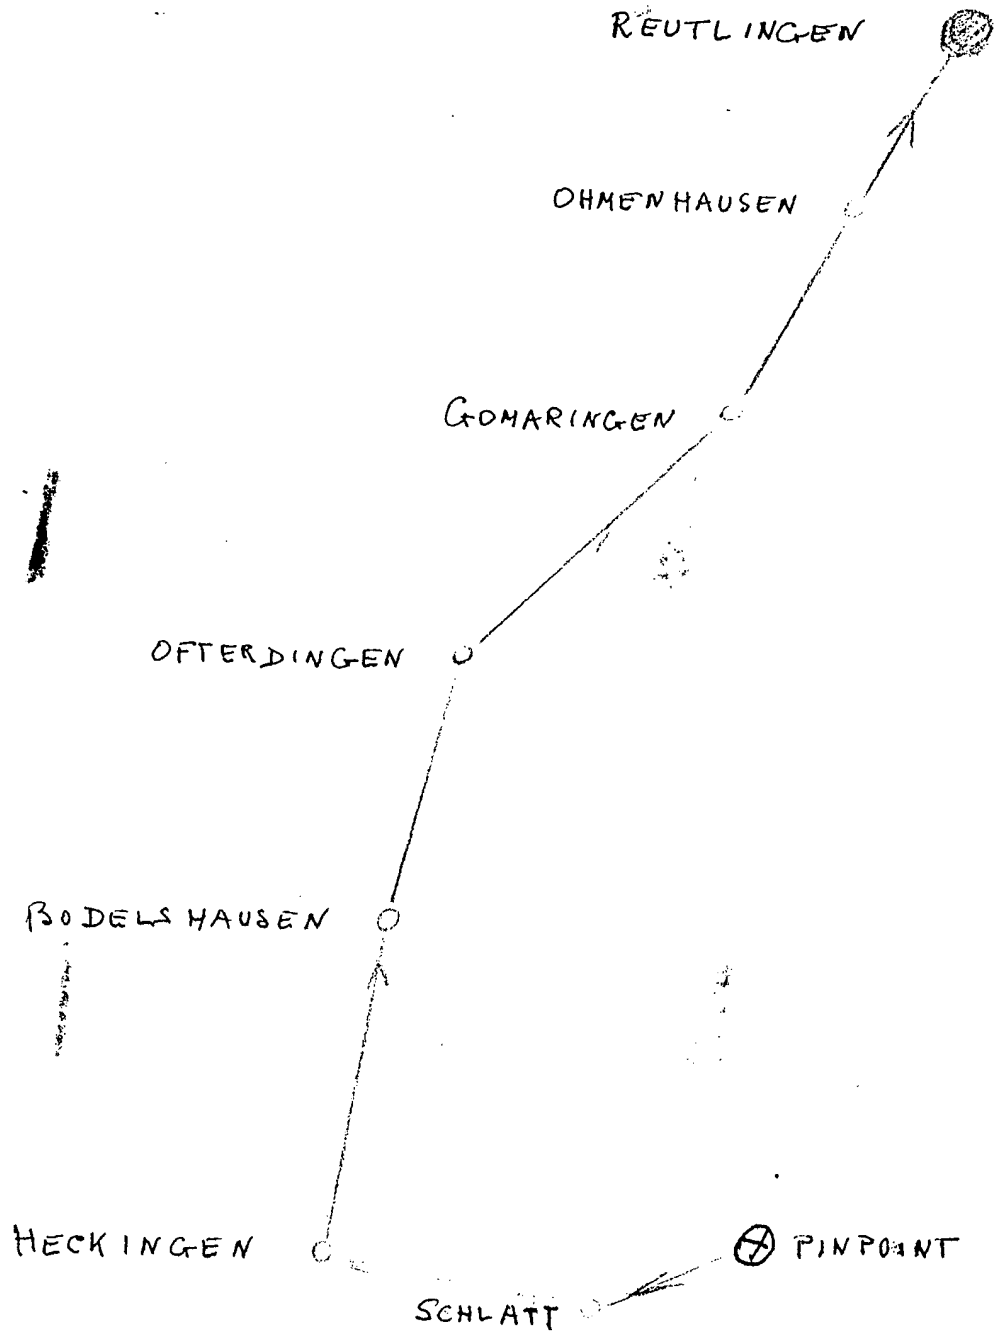 REUTLINGEN
OHMENHAUSEN
GOMARINGEN
OFTERDINGEN
BODELSHAUSEN
HECKINGEN
PINPOINT
SCHLATT